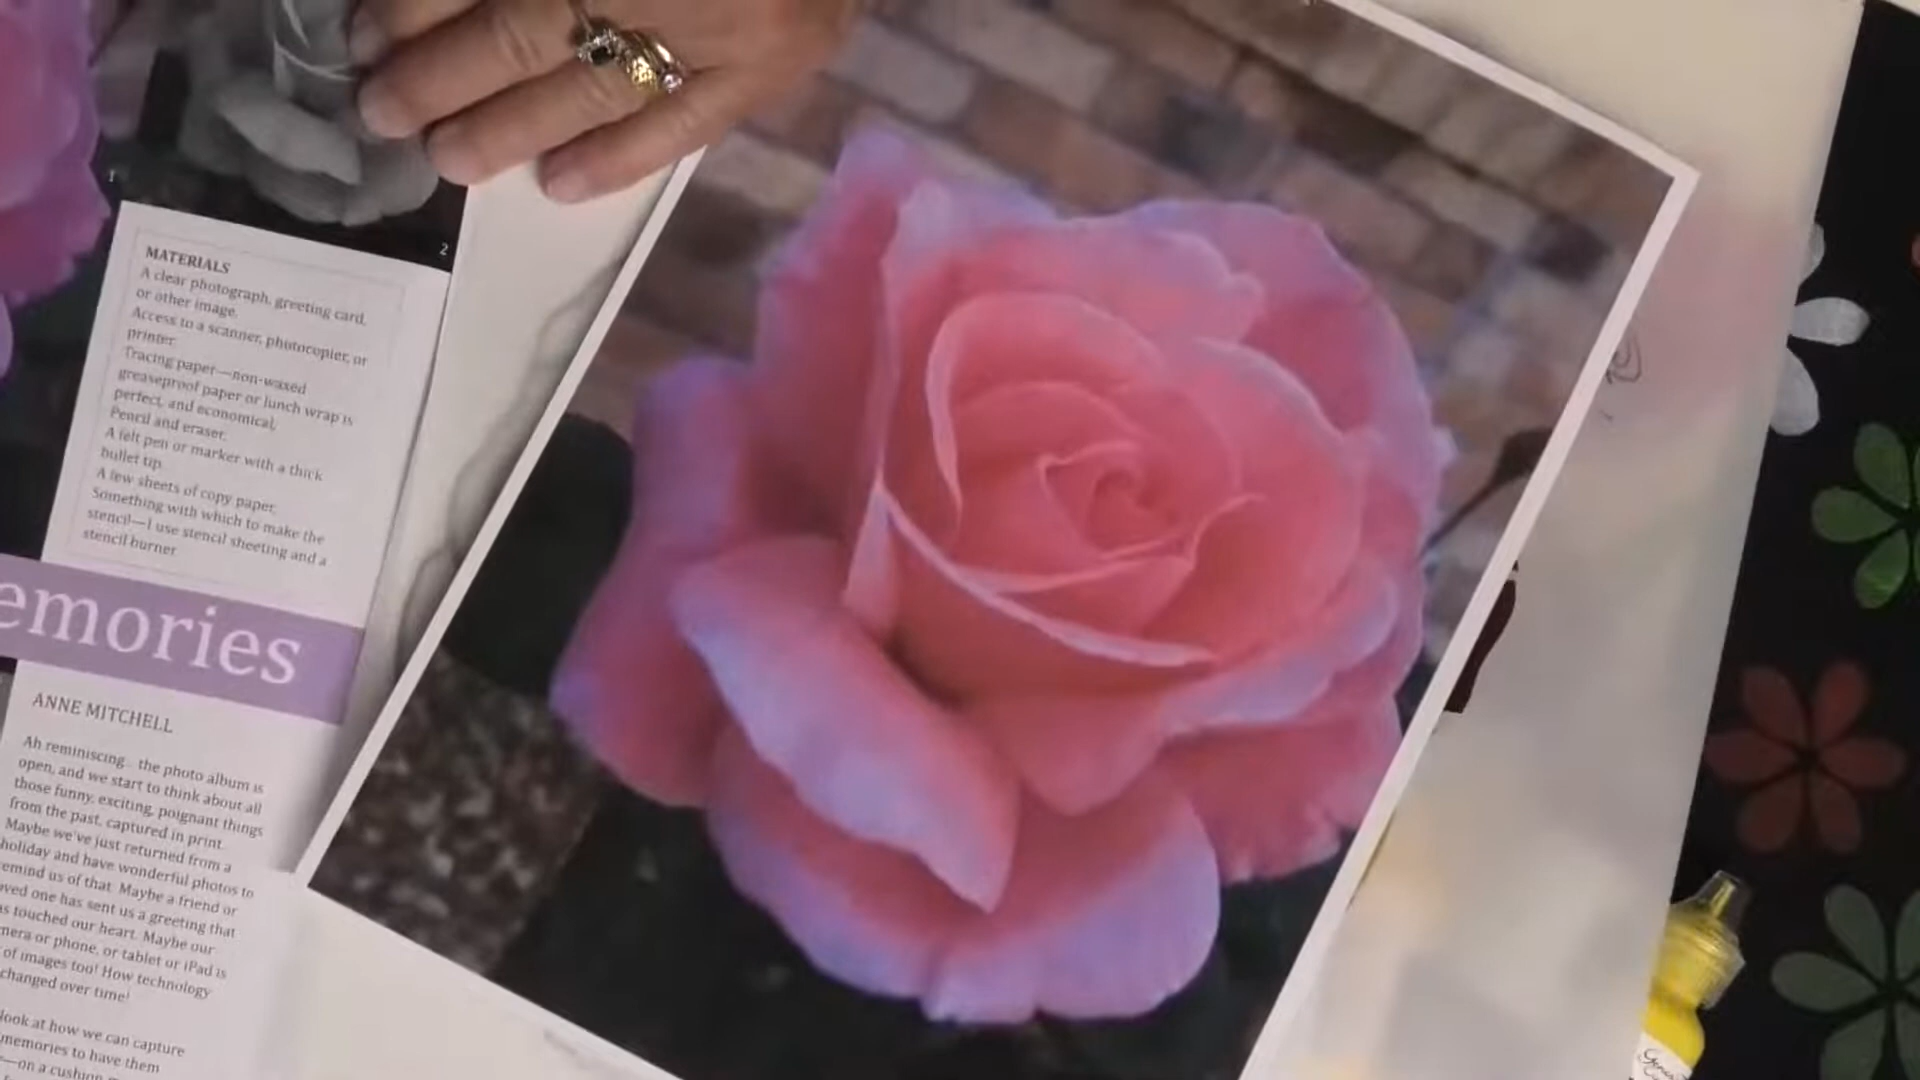 1
2
MATERIALS
A clear photograph, greeting card,
or other image.
Access to a scanner, photocopier, or
printer.
Tracing paper—non-waxed
greaseproof paper or lunch wrap is
perfect, and economical.
Pencil and eraser.
A felt pen or marker with a thick
bullet tip.
A few sheets of copy paper.
Something with which to make the
stencil—I use stencil sheeting and a
stencil burner.
emories
ANNE MITCHELL
Ah reminiscing... the photo album is
open, and we start to think about all
those funny, exciting, poignant things
from the past, captured in print.
Maybe we've just returned from a
holiday and have wonderful photos to
emind us of that. Maybe a friend or
ved one has sent us a greeting that
s touched our heart. Maybe our
mera or phone, or tablet or iPad is
of images too! How technology
changed over time!
look at how we can capture
memories to have them
—on a cushion